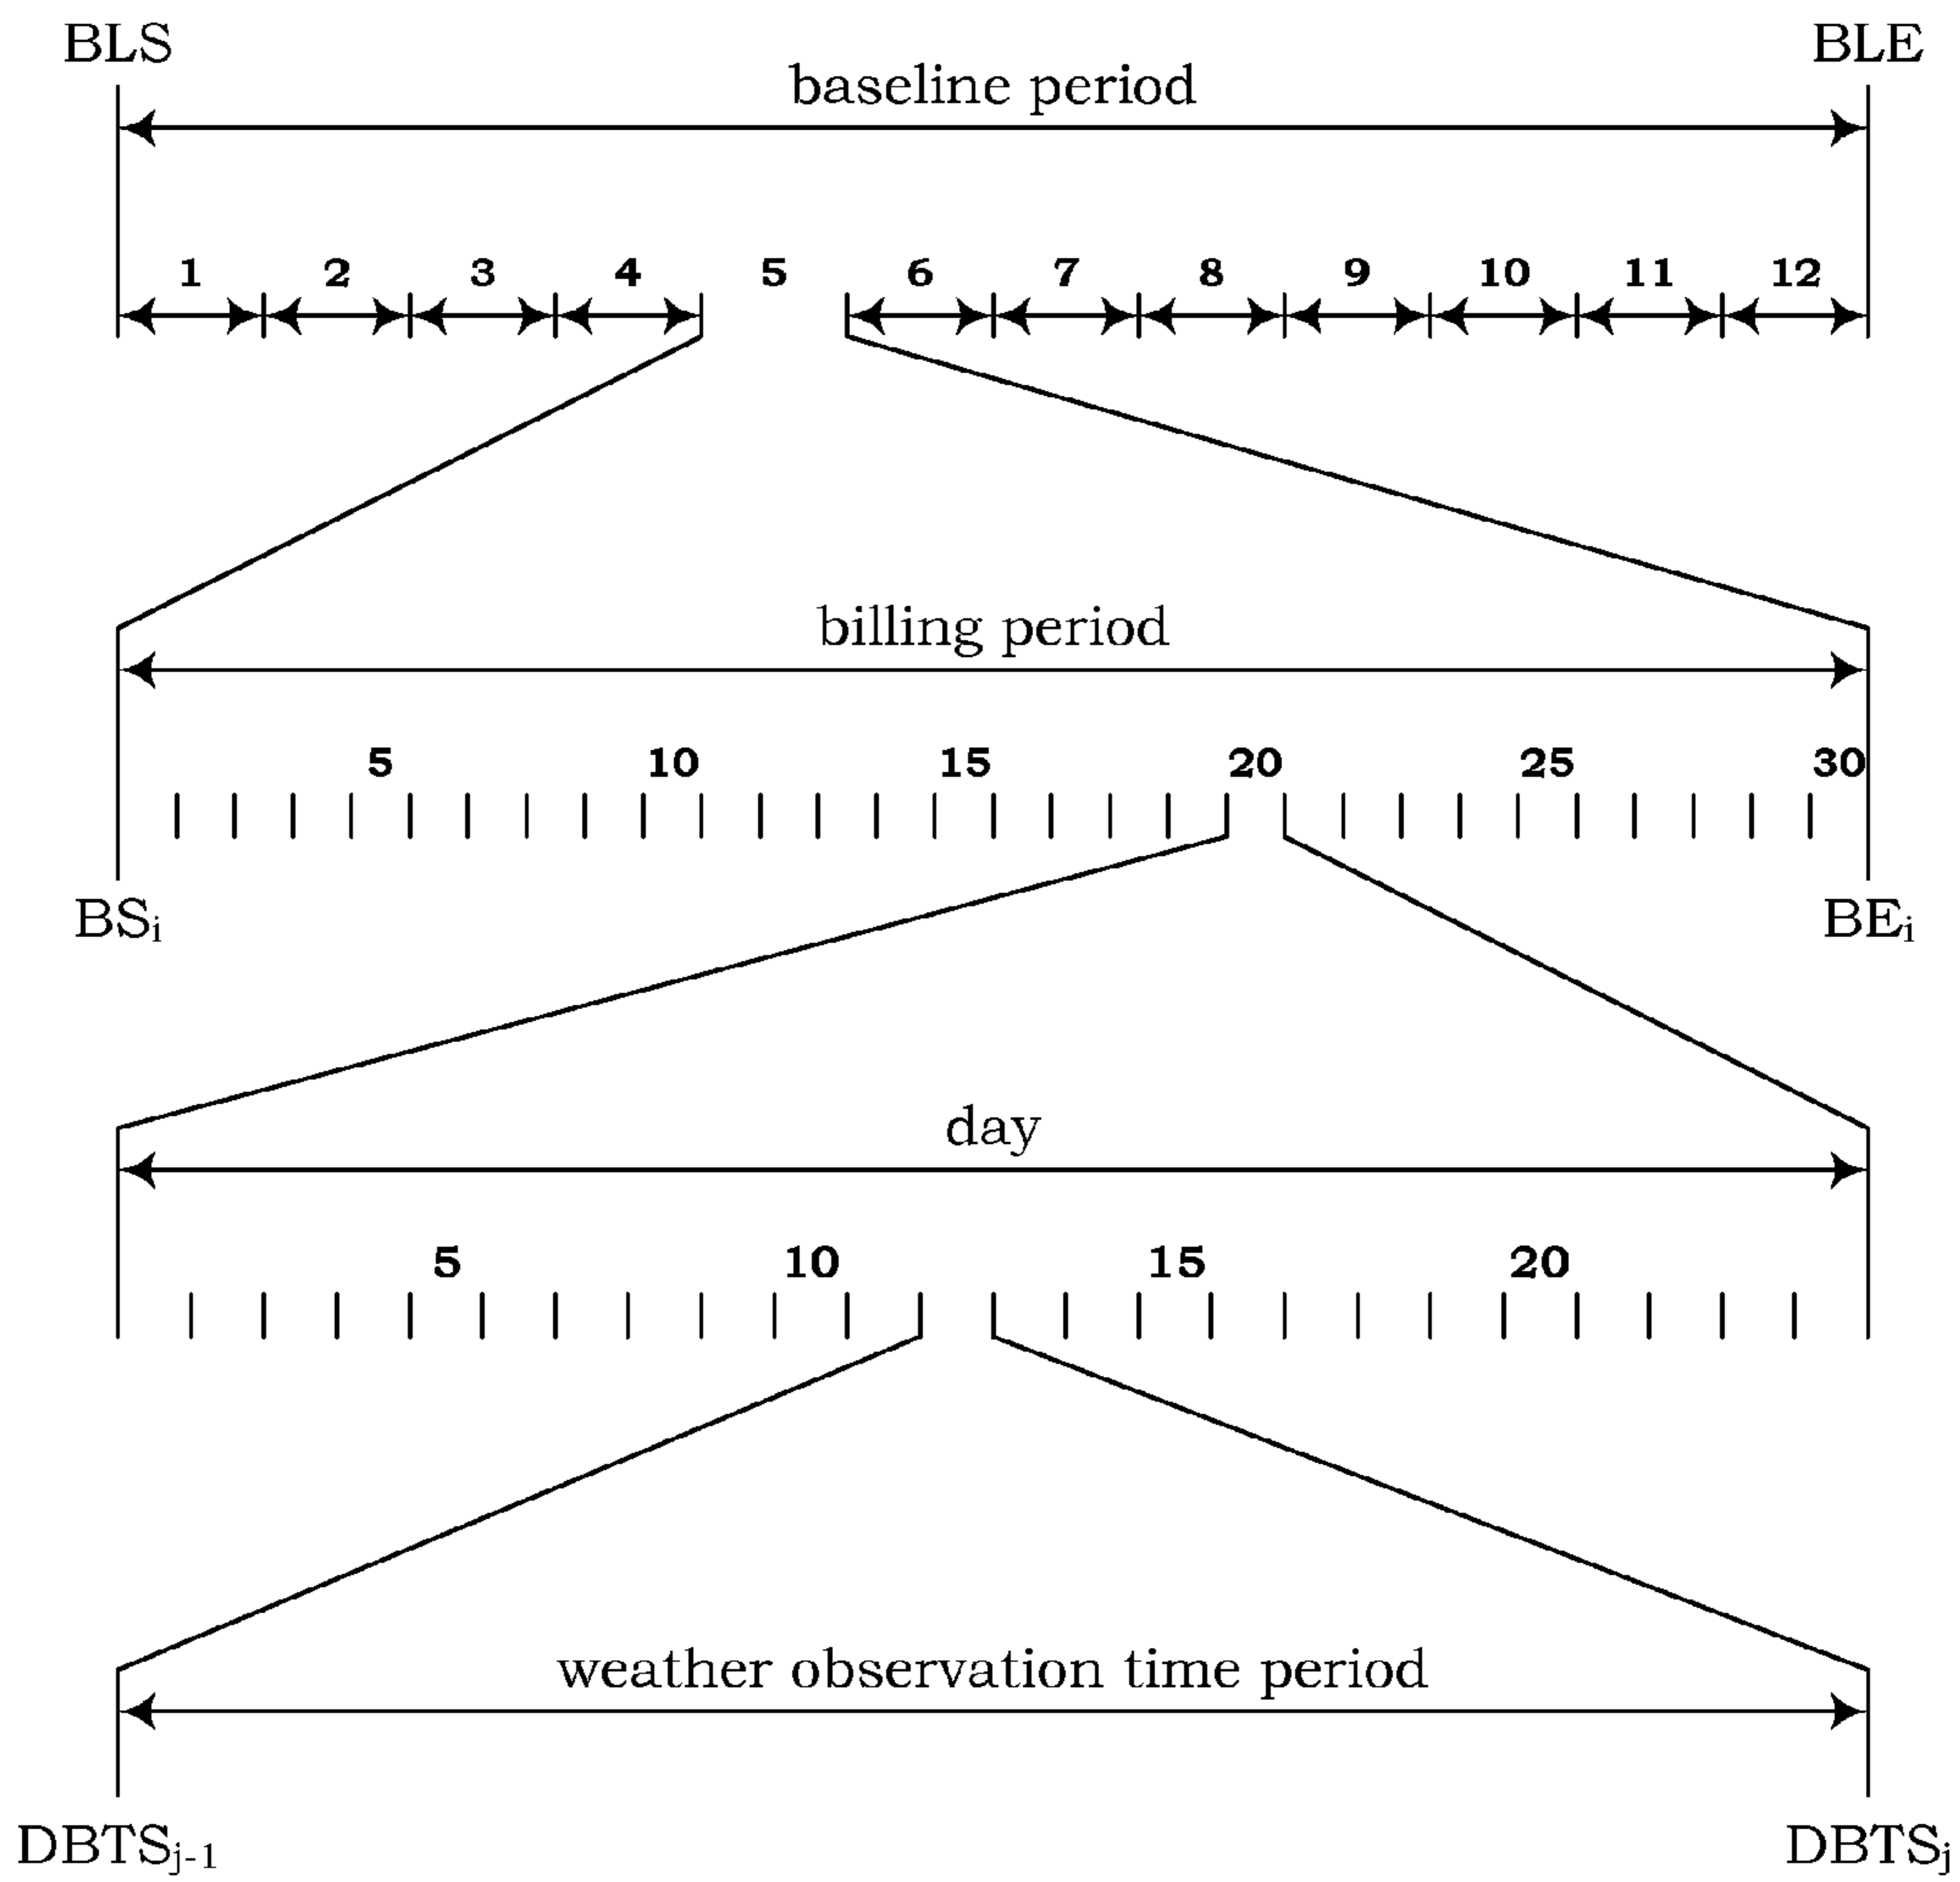 BLS BLE
baseline period
1 2 3 4 5 6 7 8 9 10 11 12
billing period
5 10 15 20 25 30
BSi BEi
day
5 10 15 20
weather observation time period
DBTSj-1 DBTSj